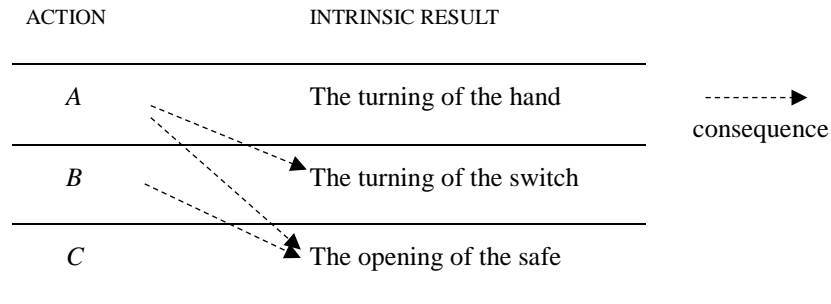 ACTION INTRINSIC RESULT
A The turning of the hand
consequence
B The turning of the switch
C The opening of the safe